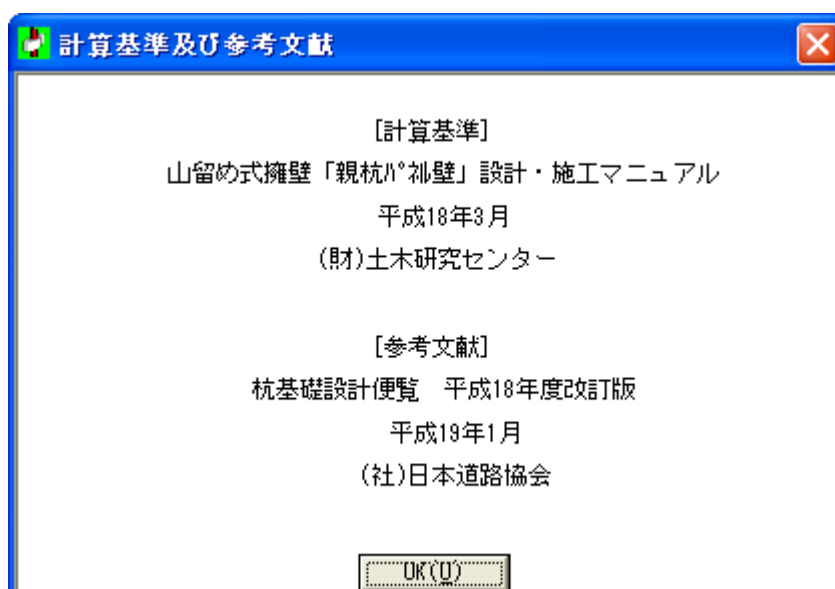 計算基準及び参考文献
[計算基準]
山留め式擁壁「親杭ﾊﾟﾈﾙ壁」設計・施工マニュアル
平成18年3月
(財)土木研究センター
[参考文献]
杭基礎設計便覧　平成18年度改訂版
平成19年1月
(社)日本道路協会
OK(U)